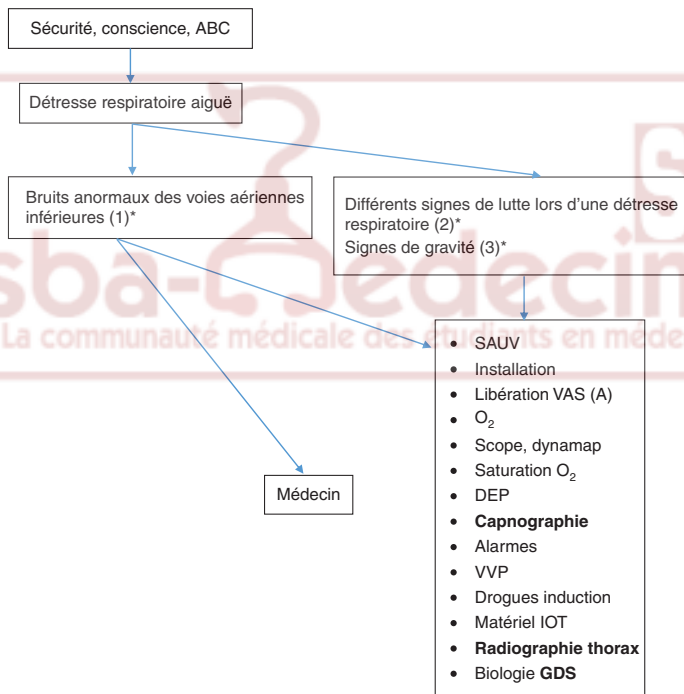 Sécurité, conscience, ABC
Détresse respiratoire aiguë
Bruits anormaux des voies aériennes
inférieures (1)*
Différents signes de lutte lors d'une détresse
respiratoire (2)*
Signes de gravité (3)*
sba-Medecin
La communauté médicale des étudiants en méde
• SAUV
• Installation
• Libération VAS (A)
• O₂
• Scope, dynamap
• Saturation O₂
• DEP
• Capnographie
• Alarmes
• VVP
• Drogues induction
• Matériel IOT
• Radiographie thorax
• Biologie GDS
Médecin